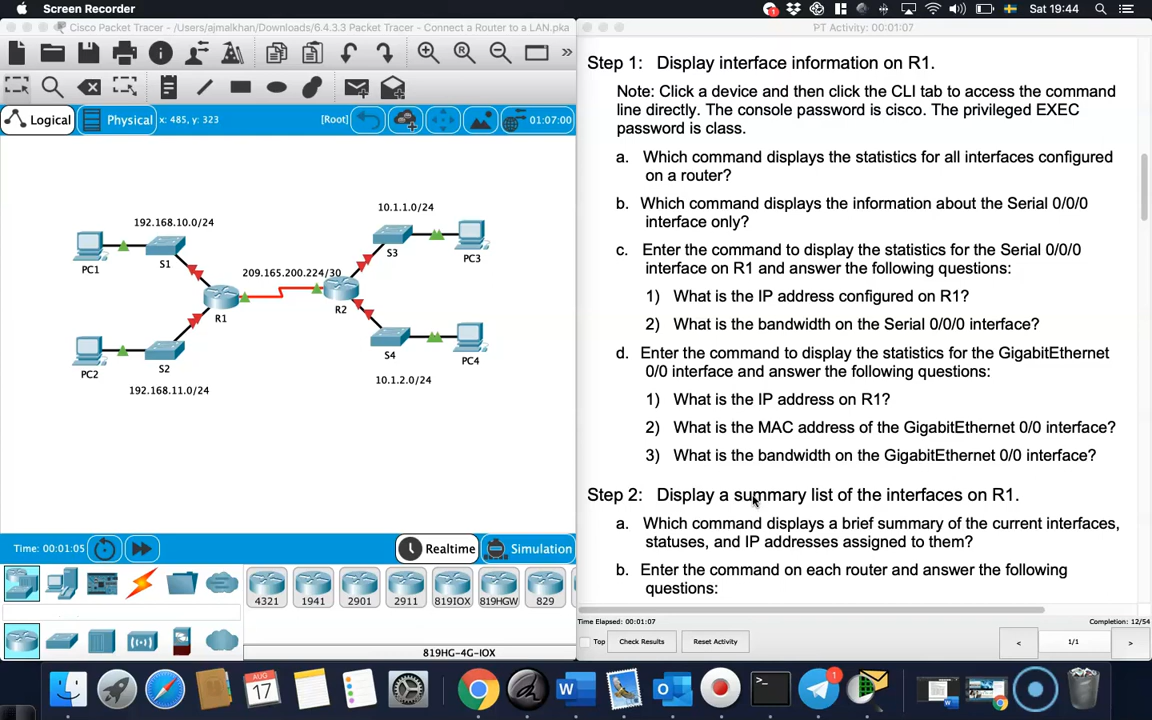 Screen Recorder
Sat 19:44
Cisco Packet Tracer - /Users/ajmalkhan/Downloads/6.4.3.3 Packet Tracer - Connect a Router to a LAN.pka
PT Activity: 00:01:07
Logical
Physical
x: 485, y: 323
[Root]
01:07:00
192.168.10.0/24
PC1
S1
10.1.1.0/24
S3
PC3
209.165.200.224/30
R1
R2
PC2
S2
192.168.11.0/24
S4
PC4
10.1.2.0/24
Time: 00:01:05
Realtime
Simulation
4321
1941
2901
2911
819IOX
819HGW
829
819HG-4G-IOX
Step 1: Display interface information on R1.
Note: Click a device and then click the CLI tab to access the command
line directly. The console password is cisco. The privileged EXEC
password is class.
a. Which command displays the statistics for all interfaces configured
on a router?
b. Which command displays the information about the Serial 0/0/0
interface only?
c. Enter the command to display the statistics for the Serial 0/0/0
interface on R1 and answer the following questions:
1) What is the IP address configured on R1?
2) What is the bandwidth on the Serial 0/0/0 interface?
d. Enter the command to display the statistics for the GigabitEthernet
0/0 interface and answer the following questions:
1) What is the IP address on R1?
2) What is the MAC address of the GigabitEthernet 0/0 interface?
3) What is the bandwidth on the GigabitEthernet 0/0 interface?
Step 2: Display a summary list of the interfaces on R1.
a. Which command displays a brief summary of the current interfaces,
statuses, and IP addresses assigned to them?
b. Enter the command on each router and answer the following
questions:
Time Elapsed: 00:01:07
Completion: 12/54
Top
Check Results
Reset Activity
<
1/1
>
AUG
17